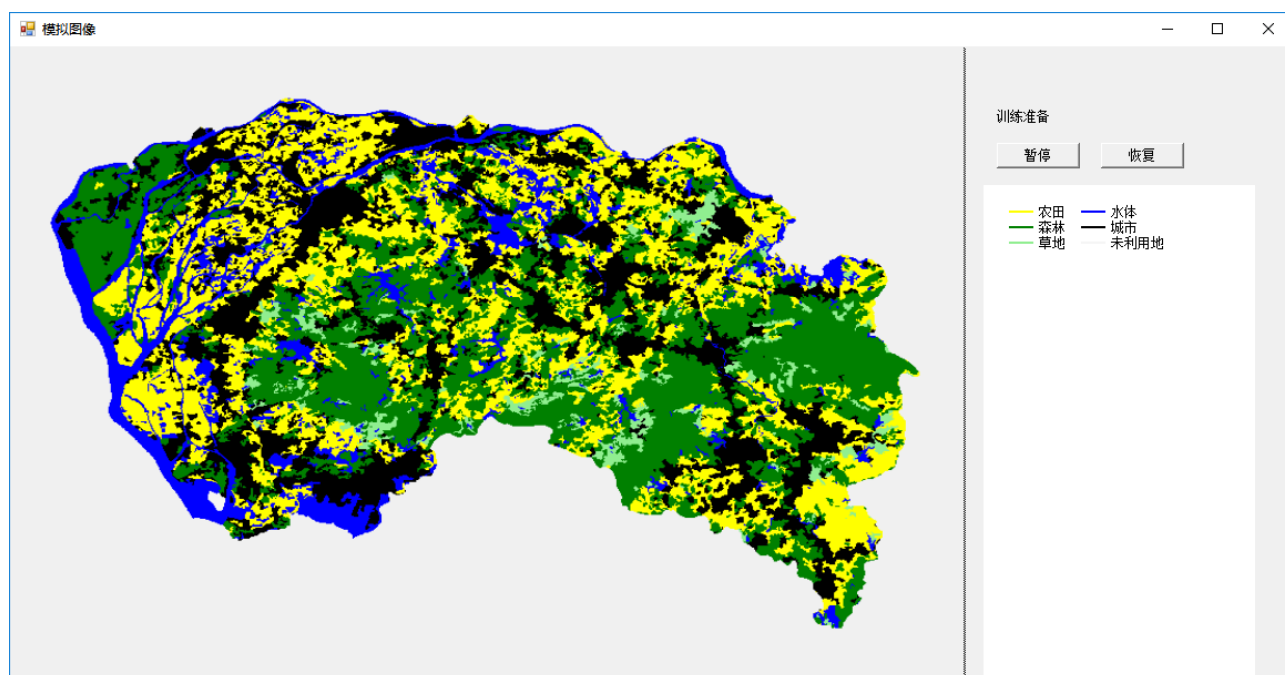 模拟图像
训练准备
暂停 恢复
农田 水体
森林 城市
草地 未利用地